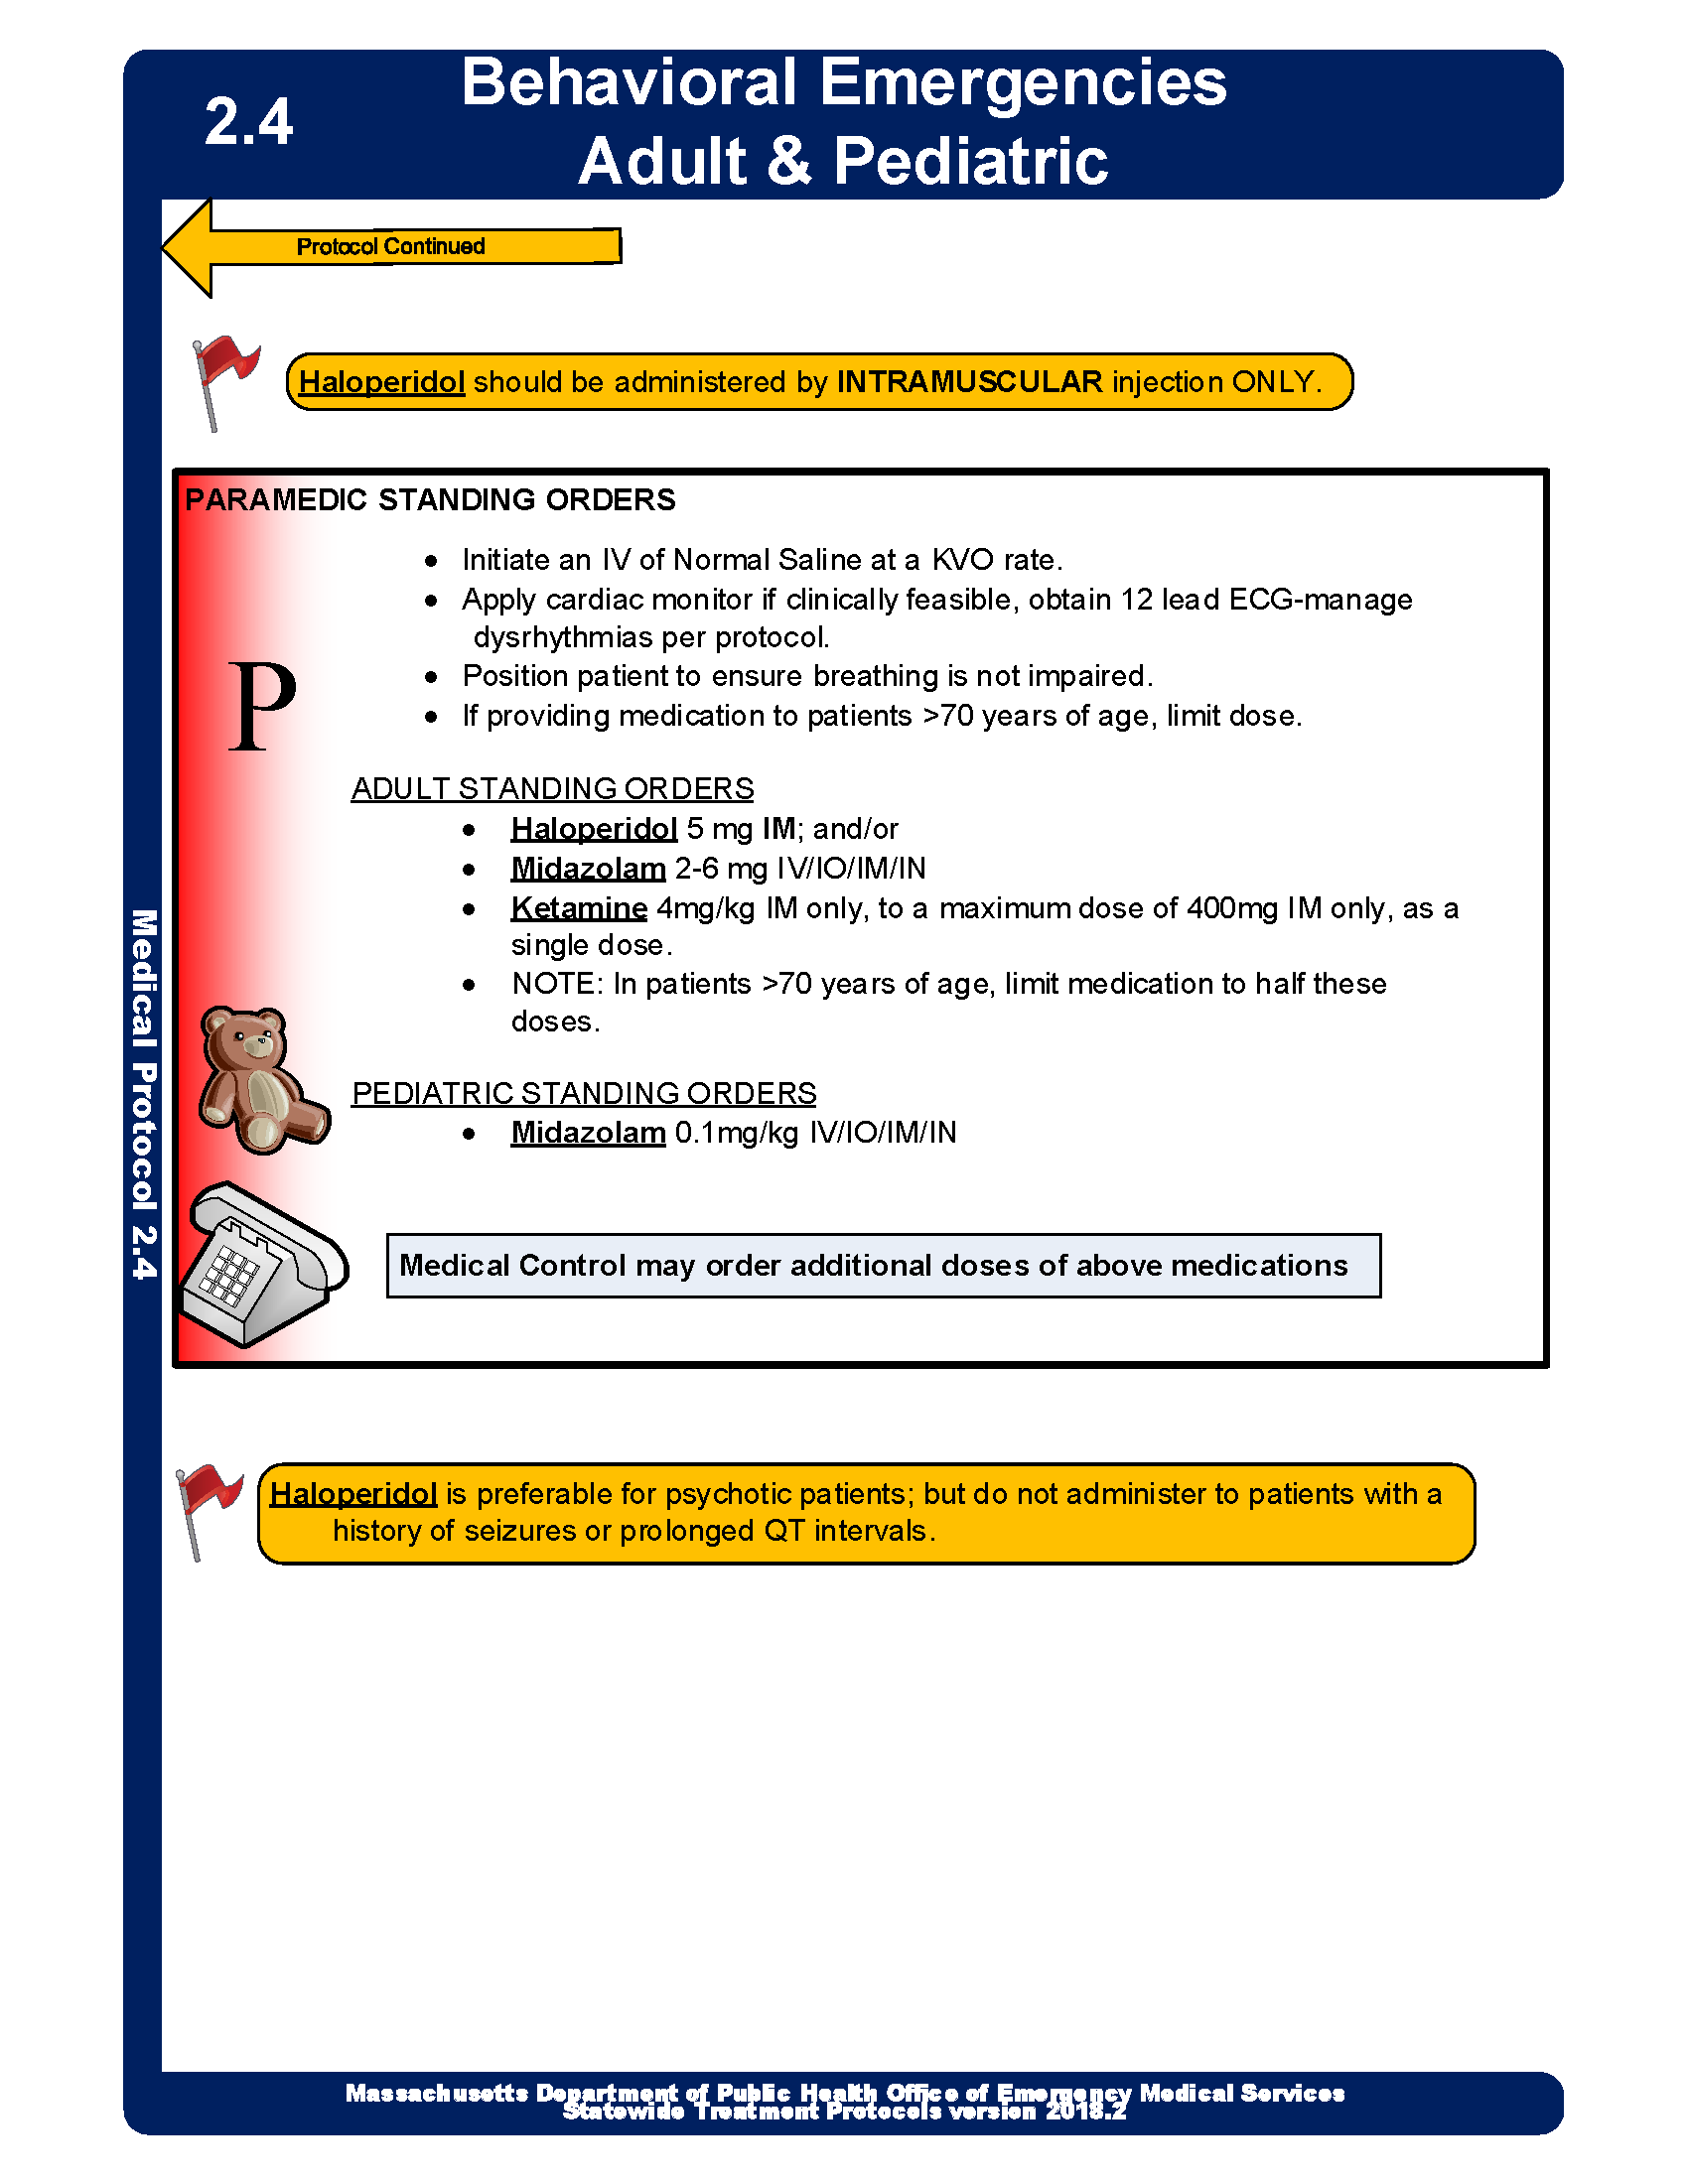 2.4
Behavioral Emergencies
Adult & Pediatric
Protocol Continued
Haloperidol should be administered by INTRAMUSCULAR injection ONLY.
PARAMEDIC STANDING ORDERS
• Initiate an IV of Normal Saline at a KVO rate.
• Apply cardiac monitor if clinically feasible, obtain 12 lead ECG-manage
dysrhythmias per protocol.
• Position patient to ensure breathing is not impaired.
• If providing medication to patients >70 years of age, limit dose.
P
ADULT STANDING ORDERS
• Haloperidol 5 mg IM; and/or
• Midazolam 2-6 mg IV/IO/IM/IN
• Ketamine 4mg/kg IM only, to a maximum dose of 400mg IM only, as a
single dose.
• NOTE: In patients >70 years of age, limit medication to half these
doses.
PEDIATRIC STANDING ORDERS
• Midazolam 0.1mg/kg IV/IO/IM/IN
Medical Control may order additional doses of above medications
Haloperidol is preferable for psychotic patients; but do not administer to patients with a
history of seizures or prolonged QT intervals.
Medical Protocol 2.4
Massachusetts Department of Public Health Office of Emergency Medical Services
Statewide Treatment Protocols version 2018.2